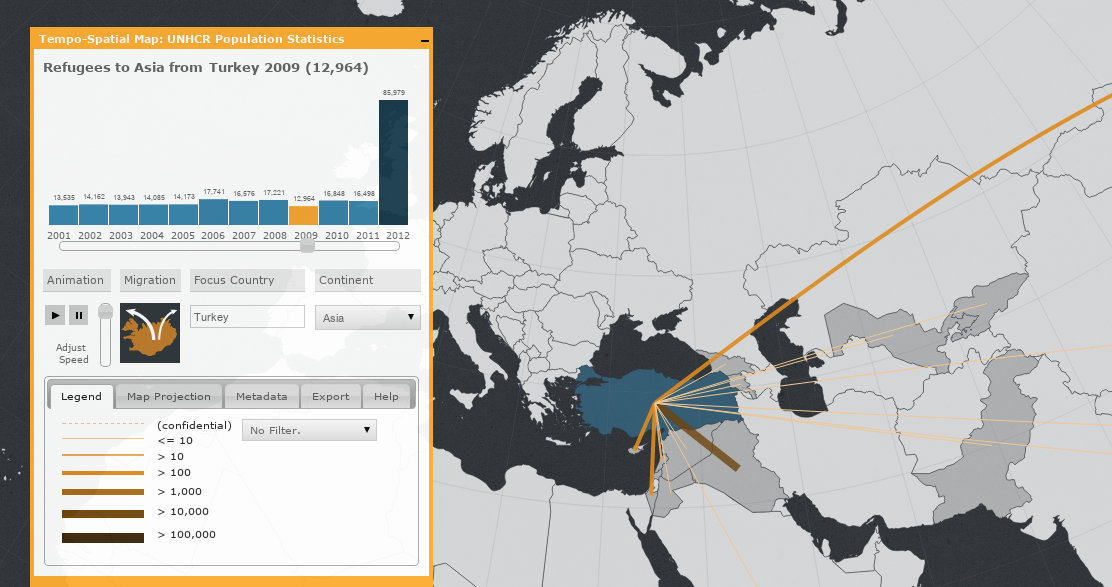 Tempo-Spatial Map: UNHCR Population Statistics
Refugees to Asia from Turkey 2009 (12,964)
85,979
13,535 14,162 13,943 14,085 14,173 17,741 16,576 17,221 12,964 16,848 16,498
2001 2002 2003 2004 2005 2006 2007 2008 2009 2010 2011 2012
Animation Migration Focus Country Continent
Turkey Asia
Adjust
Speed
Legend Map Projection Metadata Export Help
(confidential) No Filter.
<= 10
> 10
> 100
> 1,000
> 10,000
> 100,000